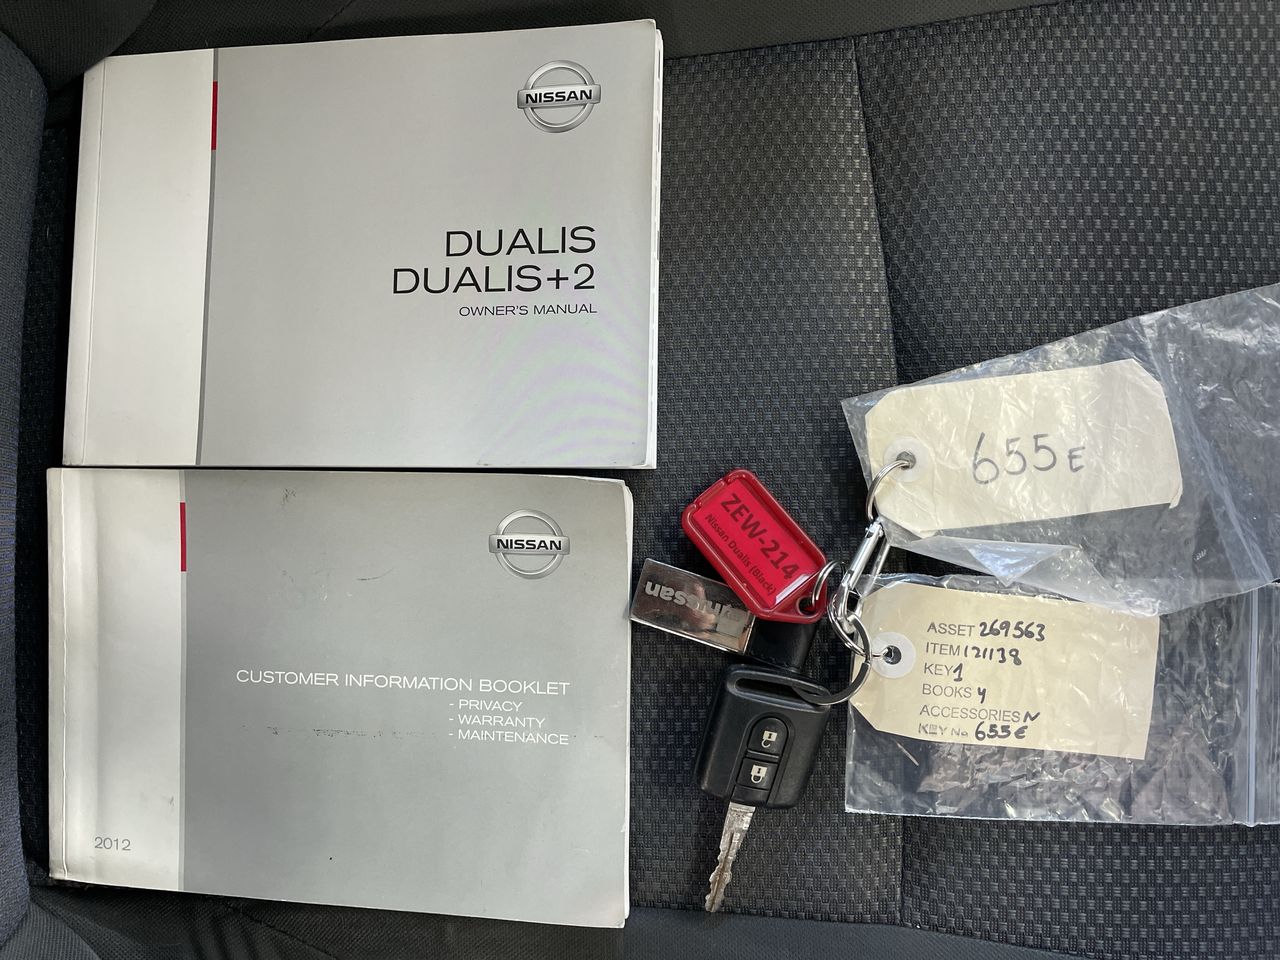 NISSAN
DUALIS
DUALIS+2
OWNER'S MANUAL
NISSAN
CUSTOMER INFORMATION BOOKLET
- PRIVACY
- WARRANTY
- MAINTENANCE
2012
ZEW-214
Nissan Dualis (Black)
nissan
655E
ASSET 269563
ITEM 121138
KEY 1
BOOKS 4
ACCESSORIES N
KEY No 655E